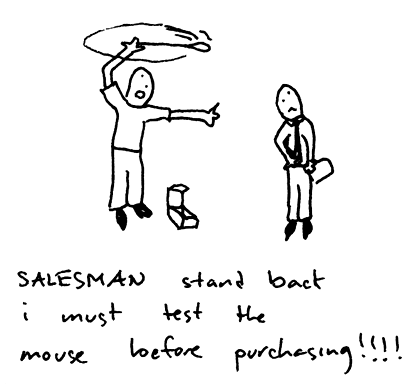 SALESMAN stand back
i must test the
mouse before purchasing!!!!